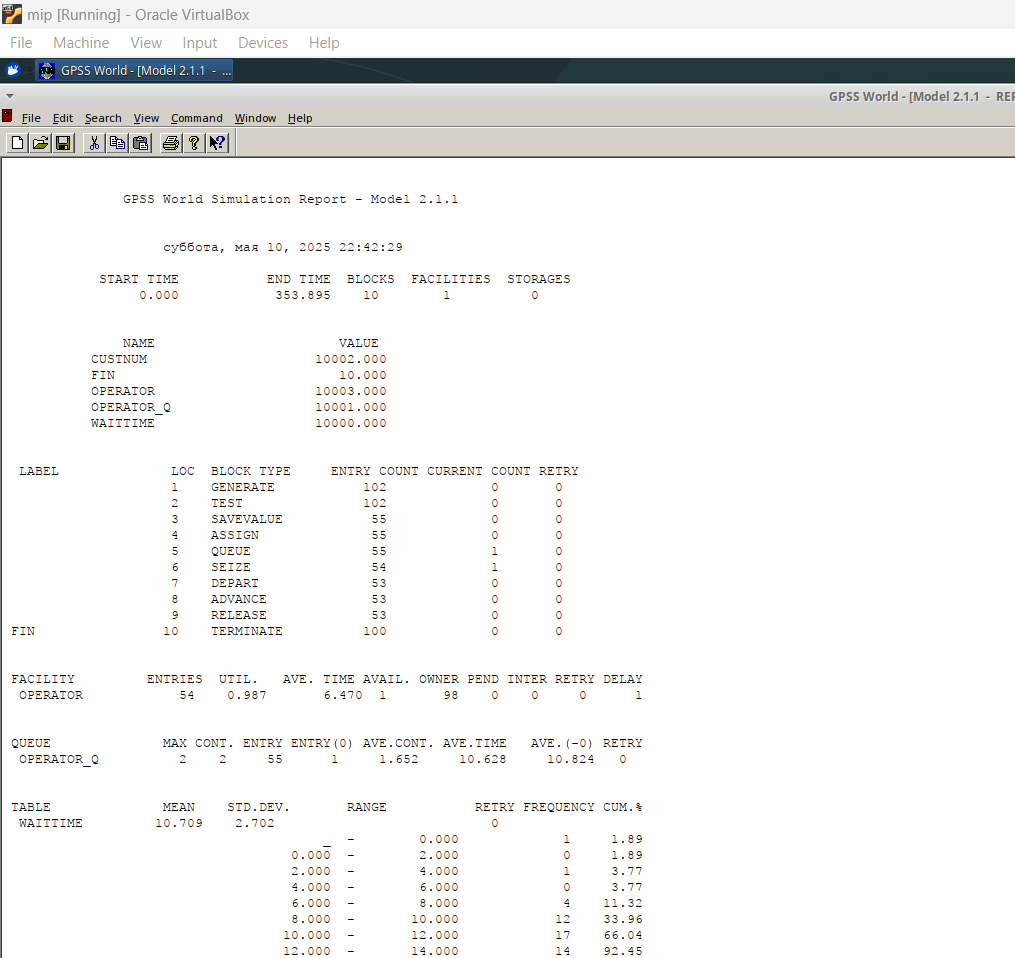 mip [Running] - Oracle VirtualBox
File Machine View Input Devices Help
GPSS World - [Model 2.1.1 - ...
GPSS World - [Model 2.1.1 - REP
File Edit Search View Command Window Help
GPSS World Simulation Report - Model 2.1.1
суббота, мая 10, 2025 22:42:29
START TIME END TIME BLOCKS FACILITIES STORAGES
0.000 353.895 10 1 0
NAME VALUE
CUSTNUM 10002.000
FIN 10.000
OPERATOR 10003.000
OPERATOR_Q 10001.000
WAITTIME 10000.000
LABEL LOC BLOCK TYPE ENTRY COUNT CURRENT COUNT RETRY
1 GENERATE 102 0 0
2 TEST 102 0 0
3 SAVEVALUE 55 0 0
4 ASSIGN 55 0 0
5 QUEUE 55 1 0
6 SEIZE 54 1 0
7 DEPART 53 0 0
8 ADVANCE 53 0 0
9 RELEASE 53 0 0
FIN 10 TERMINATE 100 0 0
FACILITY ENTRIES UTIL. AVE. TIME AVAIL. OWNER PEND INTER RETRY DELAY
OPERATOR 54 0.987 6.470 1 98 0 0 0 1
QUEUE MAX CONT. ENTRY ENTRY(0) AVE.CONT. AVE.TIME AVE.(-0) RETRY
OPERATOR_Q 2 2 55 1 1.652 10.628 10.824 0
TABLE MEAN STD.DEV. RANGE RETRY FREQUENCY CUM.%
WAITTIME 10.709 2.702 0
_ - 0.000 1 1.89
0.000 - 2.000 0 1.89
2.000 - 4.000 1 3.77
4.000 - 6.000 0 3.77
6.000 - 8.000 4 11.32
8.000 - 10.000 12 33.96
10.000 - 12.000 17 66.04
12.000 - 14.000 14 92.45